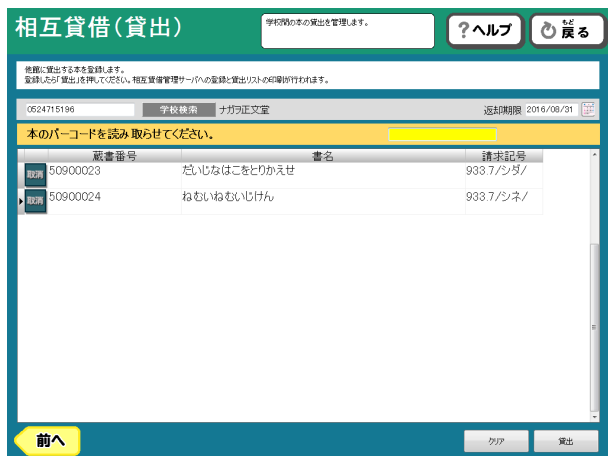 相互貸借(貸出)
学校間の本の貸出を管理します。
?ヘルプ
もど
戻る
他館に貸出する本を登録します。
登録したら「貸出」を押してください。相互貸借管理サーバへの登録と貸出リストの印刷が行われます。
0524715196 学校検索 ナガヲ正文堂 返却期限 2016/08/31
本のバーコードを読み取らせてください。
蔵書番号 書名 請求記号
取消 50900023 だいじなはこをとりかえせ 933.7/シダ/
取消 50900024 ねむいねむいじけん 933.7/シネ/
前へ クリア 貸出